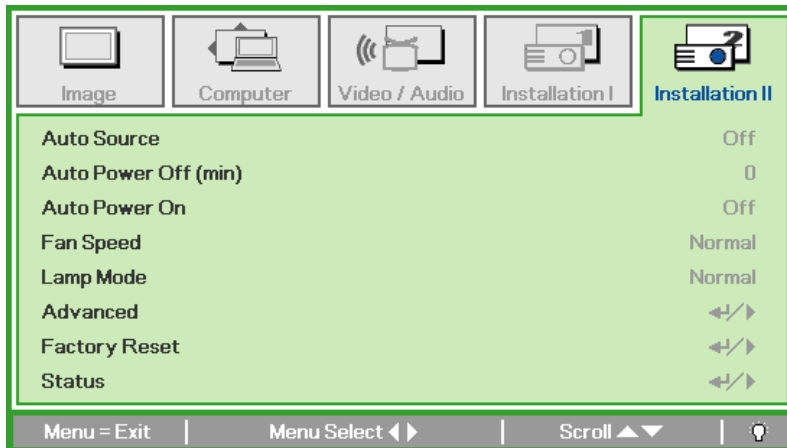 Image Computer Video / Audio Installation I Installation II
Auto Source Off
Auto Power Off (min) 0
Auto Power On Off
Fan Speed Normal
Lamp Mode Normal
Advanced
Factory Reset
Status
Menu = Exit Menu Select Scroll